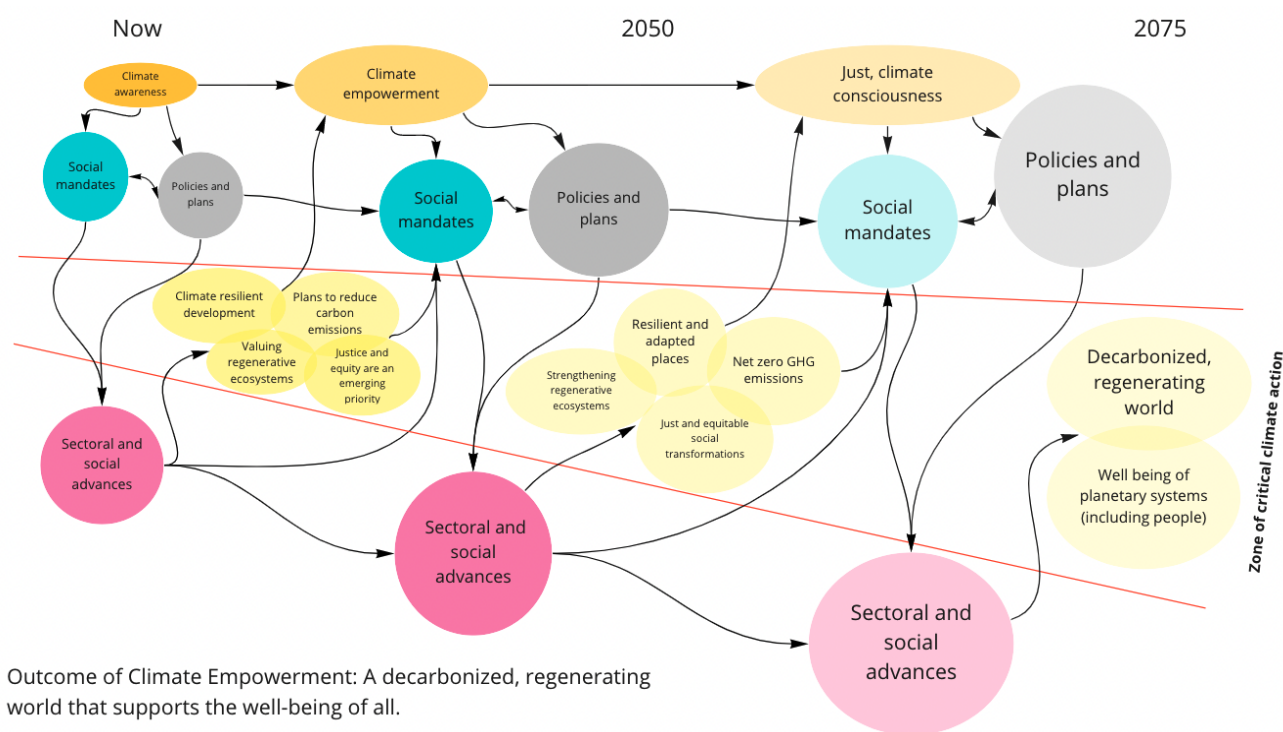 Now
2050
2075
Climate
awareness
Climate
empowerment
Just, climate
consciousness
Social
mandates
Policies and
plans
Social
mandates
Policies and
plans
Social
mandates
Policies and
plans
Climate resilient
development
Plans to reduce
carbon
emissions
Valuing
regenerative
ecosystems
Justice and
equity are an
emerging
priority
Resilient and
adapted
places
Net zero GHG
emissions
Strengthening
regenerative
ecosystems
Just and equitable
social
transformations
Decarbonized,
regenerating
world
Well being of
planetary systems
(including people)
Zone of critical climate action
Sectoral and
social
advances
Sectoral and
social
advances
Sectoral and
social
advances
Outcome of Climate Empowerment: A decarbonized, regenerating
world that supports the well-being of all.